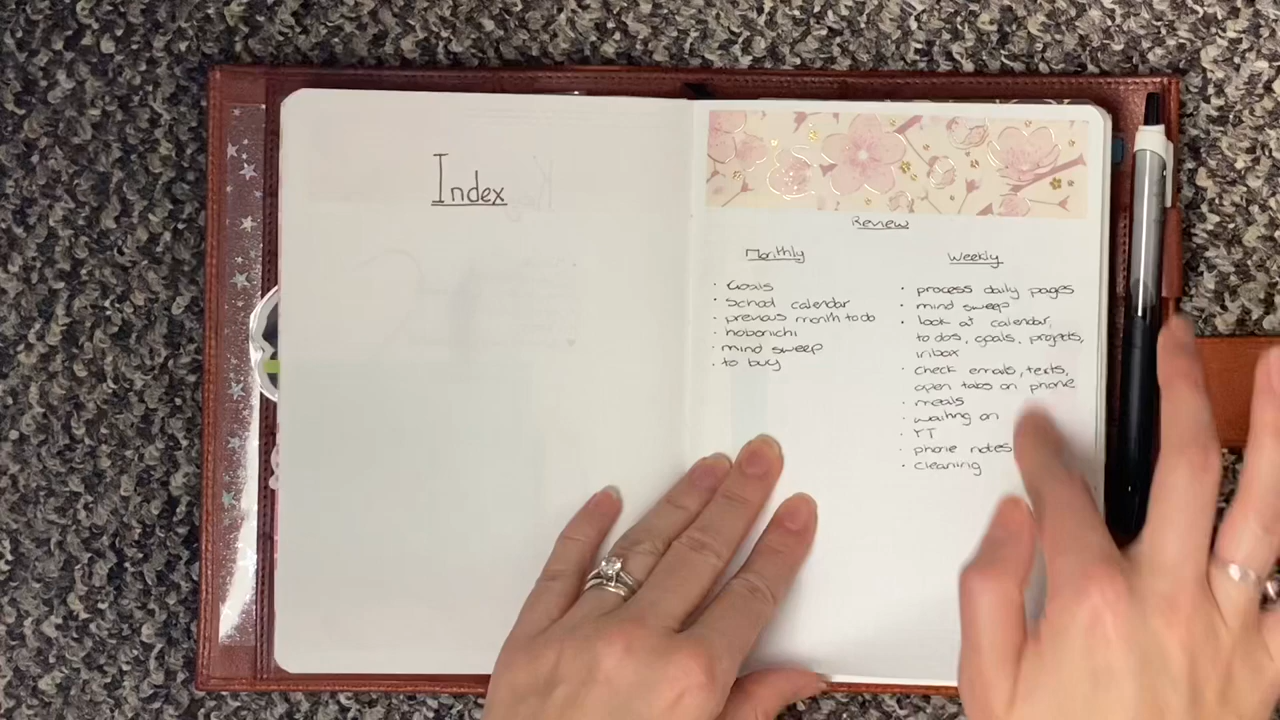 Index
Review
Monthly
• Goals
• School calendar
• previous month to do
• hobonichi
• mind sweep
• to buy
Weekly
• process daily pages
• mind sweep
• look at calendar,
to dos, goals, projects,
inbox
• check emails, texts,
open tabs on phone
• meals
• waiting on
• YT
• phone notes
• cleaning